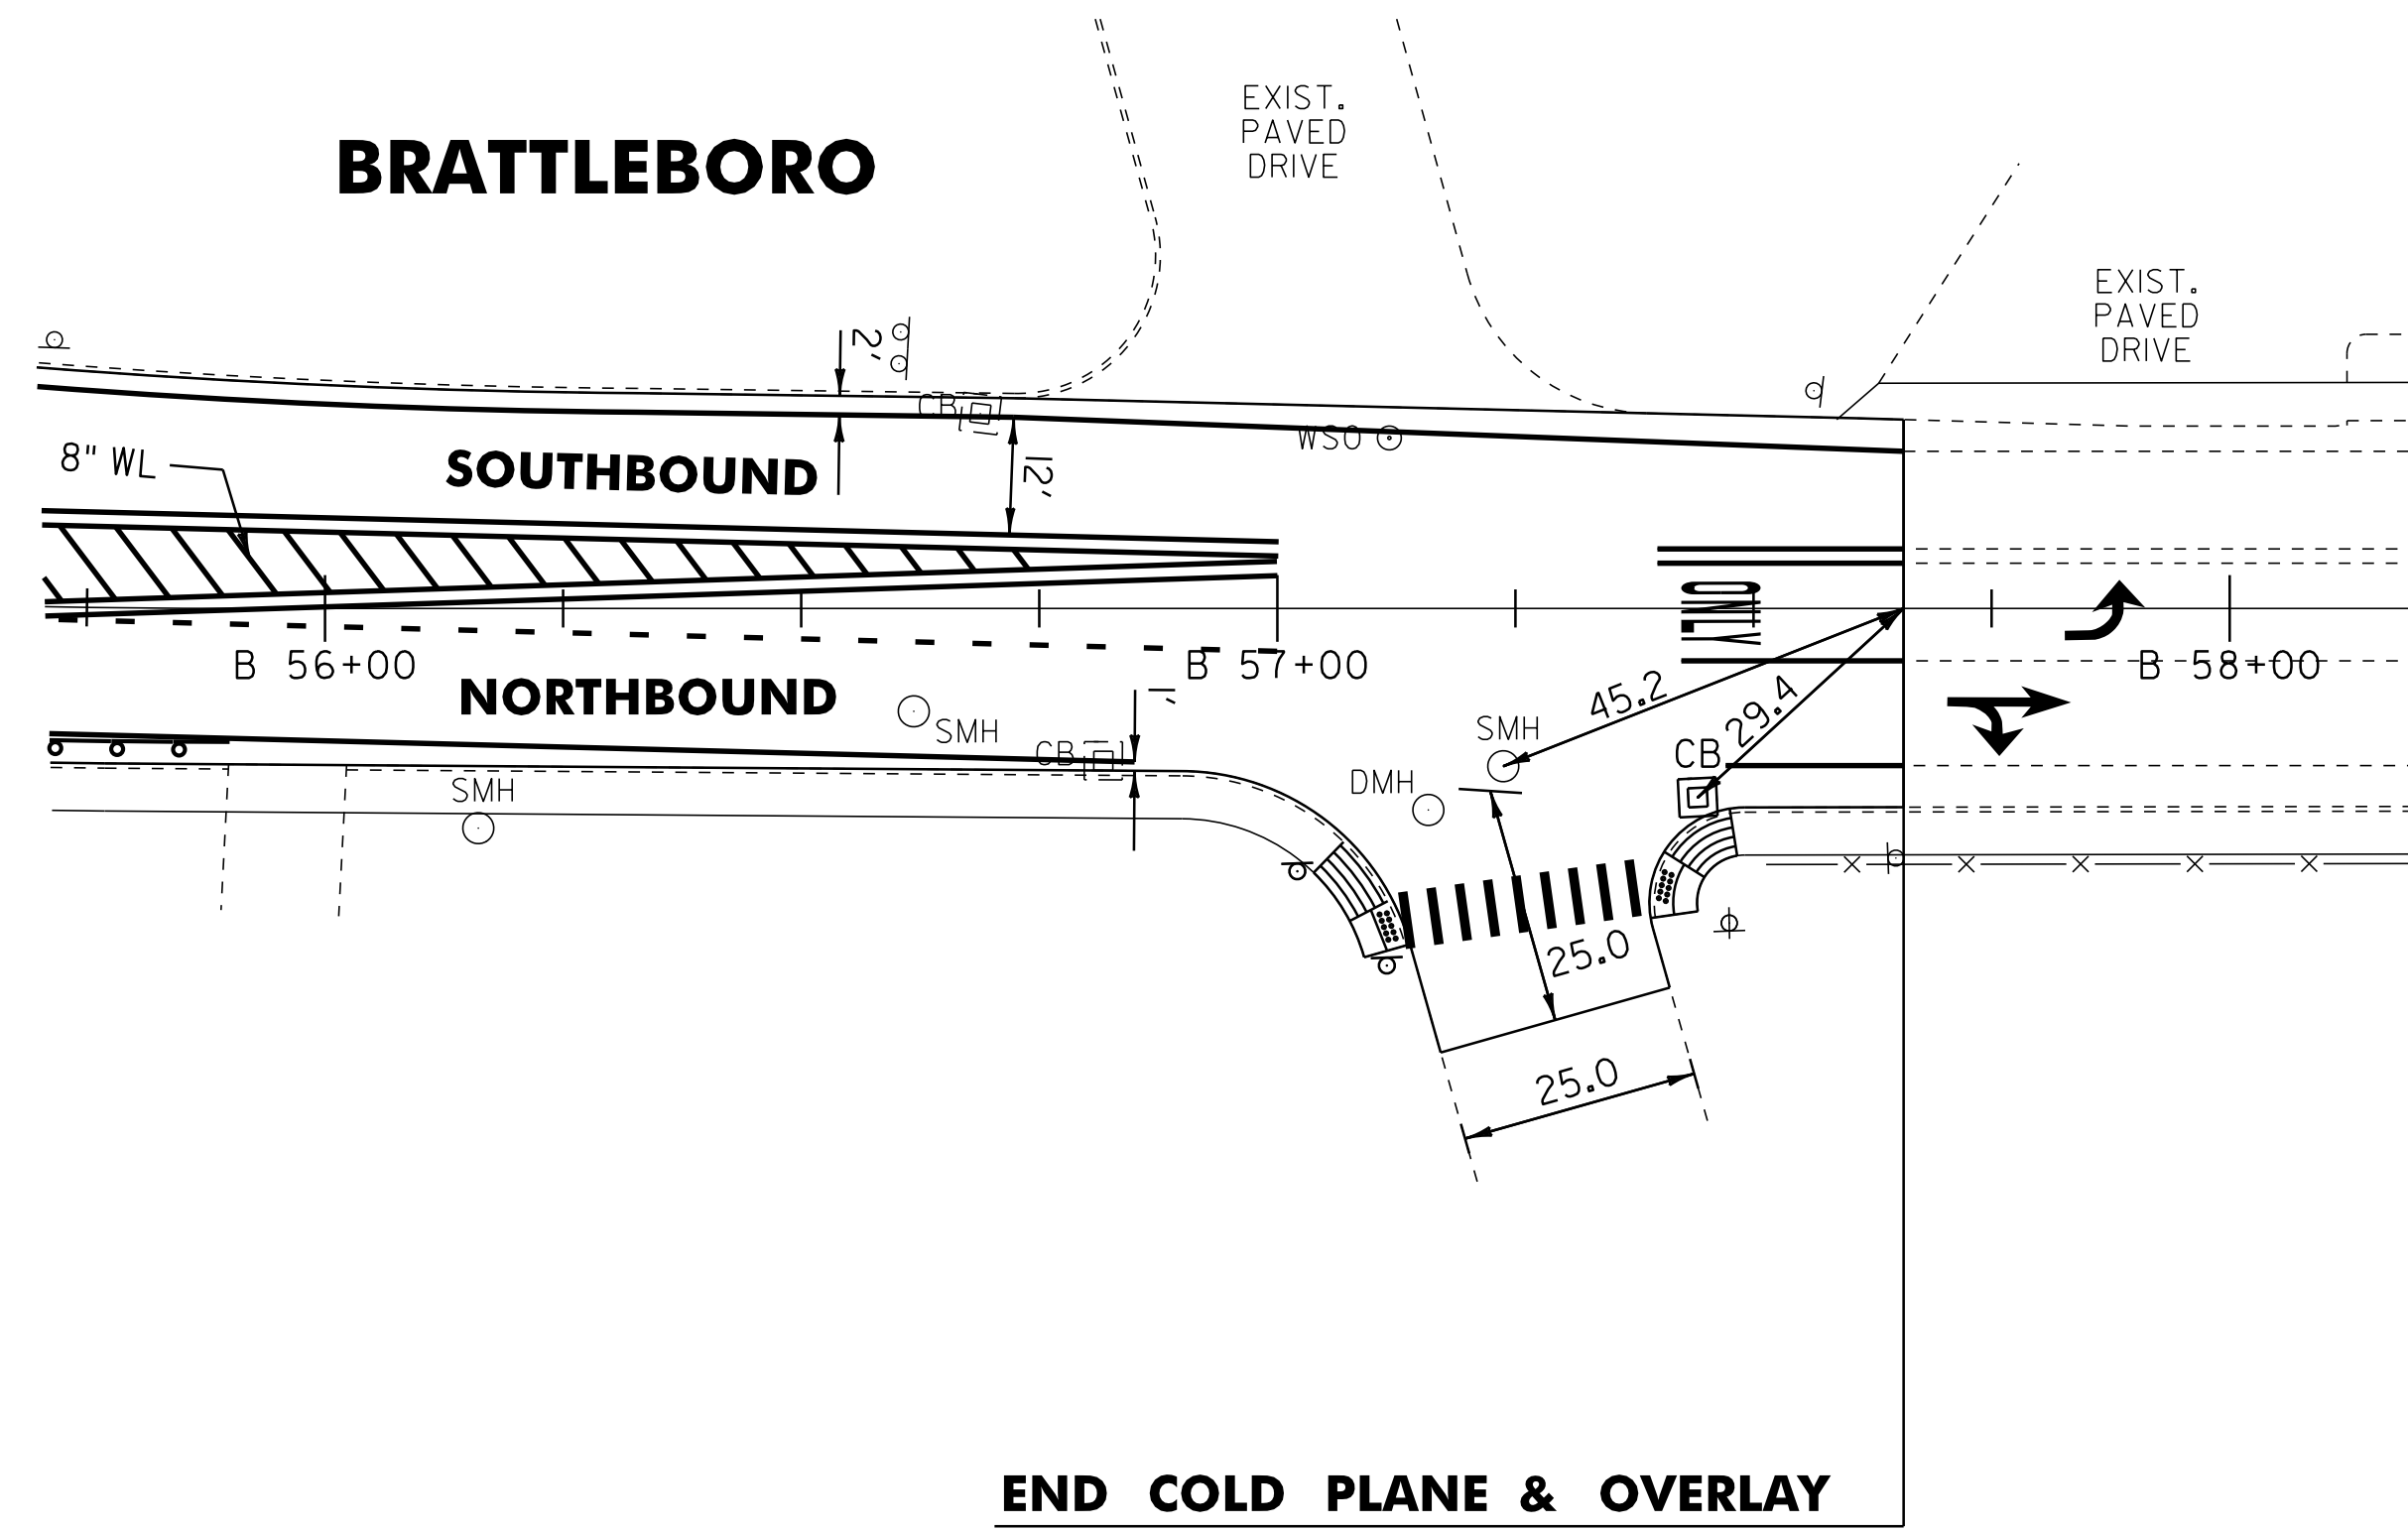 EXIST.
PAVED
DRIVE
BRATTLEBORO
EXIST.
PAVED
DRIVE
2'
CB
WSO
8" WL
SOUTHBOUND
12'
ONLY
B 56+00
B 57+00
B 58+00
NORTHBOUND
1'
SMH
CB
SMH
45.2
29.4
CB
SMH
DMH
25.0
25.0
END COLD PLANE & OVERLAY